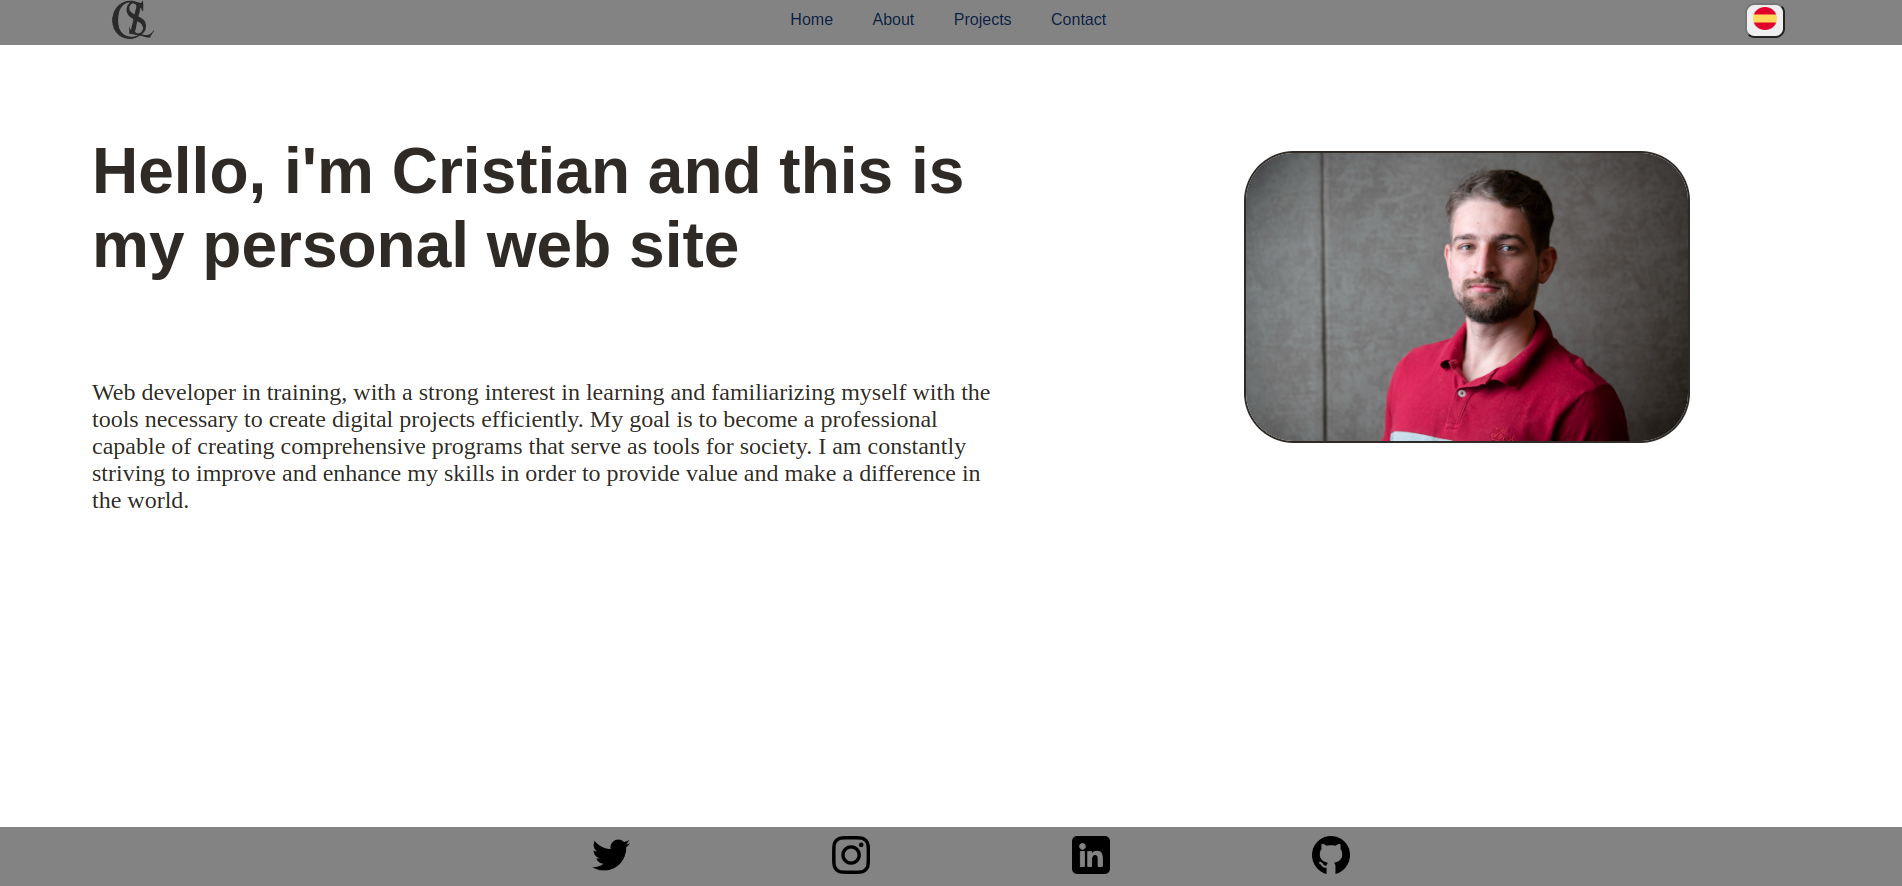 Home About Projects Contact
Hello, i'm Cristian and this is
my personal web site
Web developer in training, with a strong interest in learning and familiarizing myself with the
tools necessary to create digital projects efficiently. My goal is to become a professional
capable of creating comprehensive programs that serve as tools for society. I am constantly
striving to improve and enhance my skills in order to provide value and make a difference in
the world.